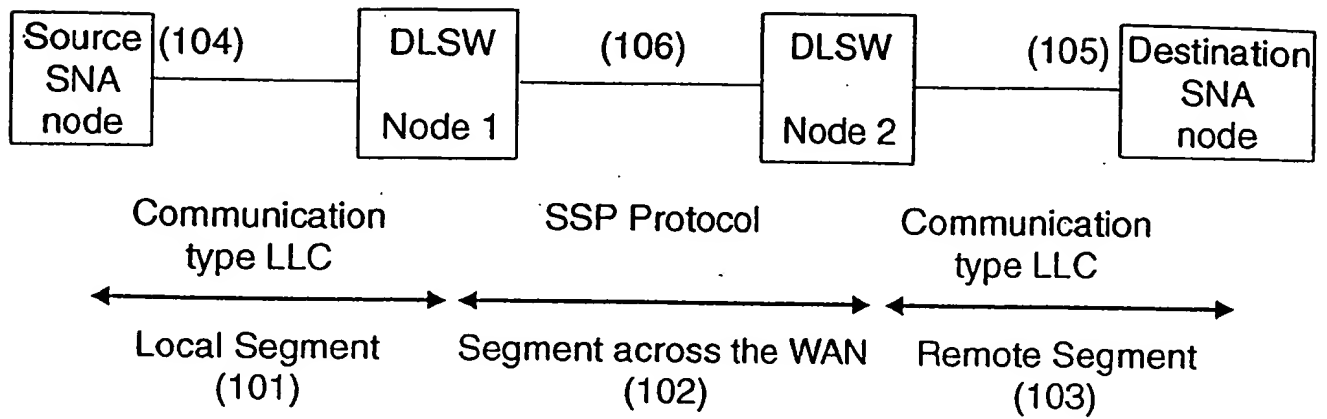 Source
SNA
node
(104)
DLSW
Node 1
(106)
DLSW
Node 2
(105)
Destination
SNA
node
Communication
type LLC
SSP Protocol
Communication
type LLC
Local Segment
(101)
Segment across the WAN
(102)
Remote Segment
(103)